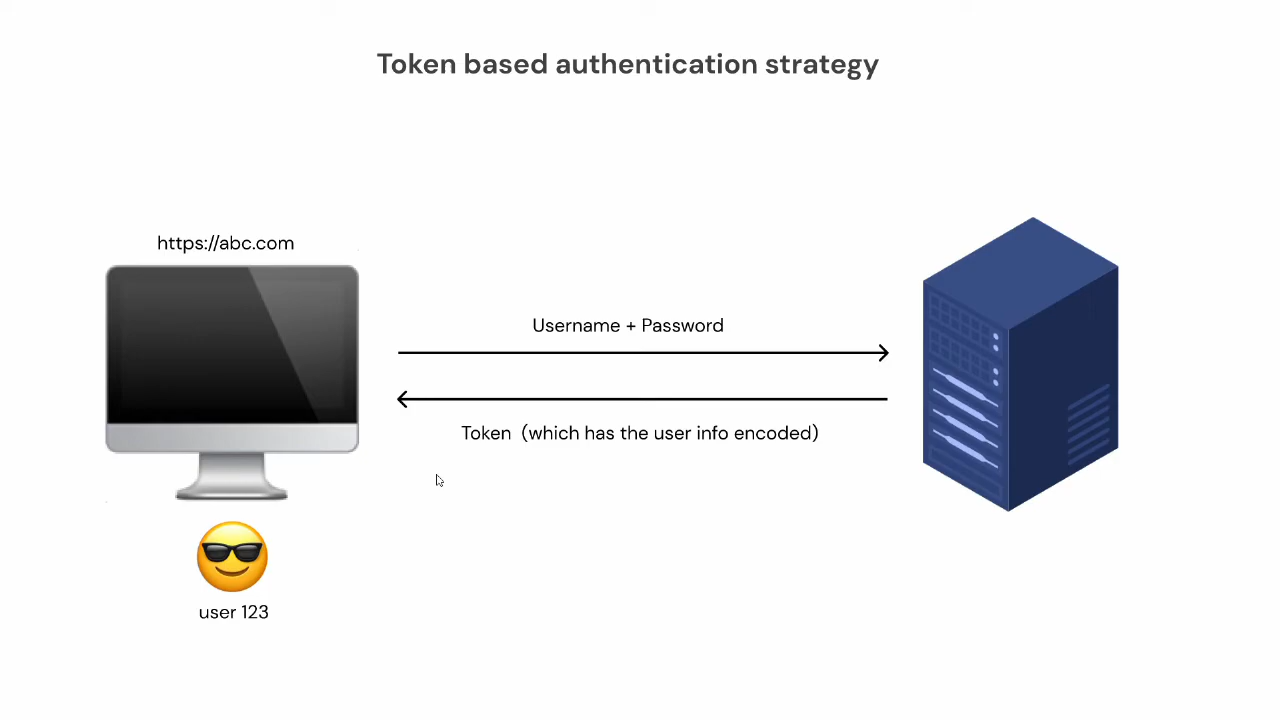 Token based authentication strategy
https://abc.com
Username + Password
Token (which has the user info encoded)
user 123